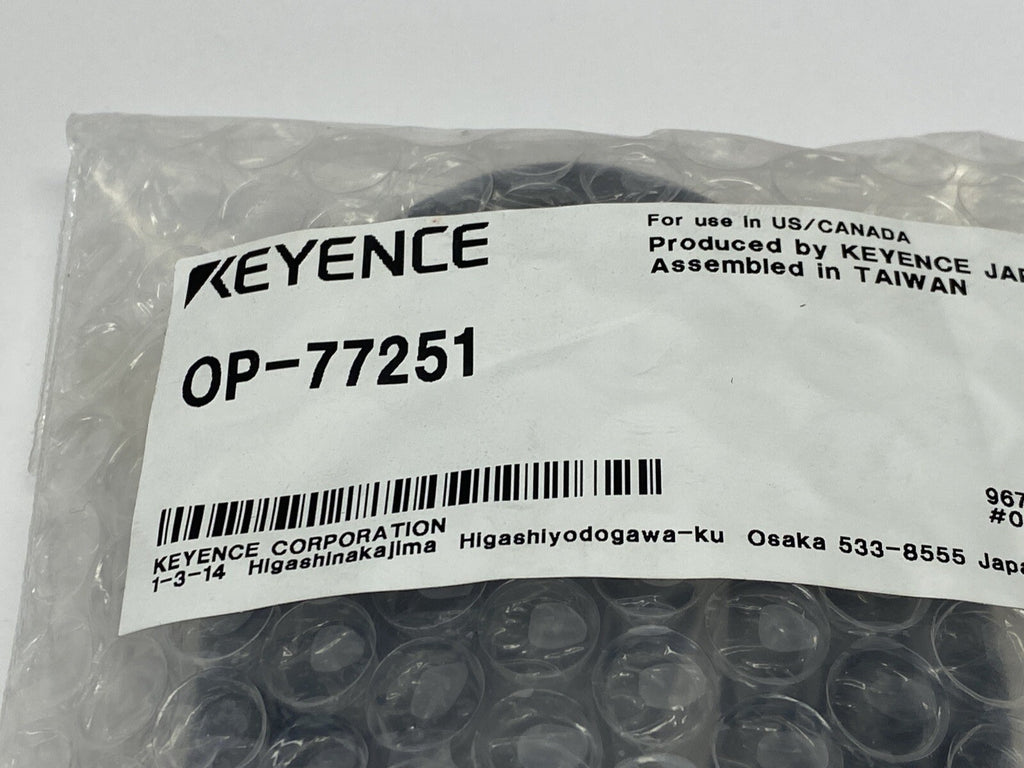 KEYENCE
For use in US/CANADA
Produced by KEYENCE
Assembled in TAIWAN
OP-77251
KEYENCE CORPORATION
1-3-14 Higashinakajima Higashiyodogawa-ku Osaka 533-8555